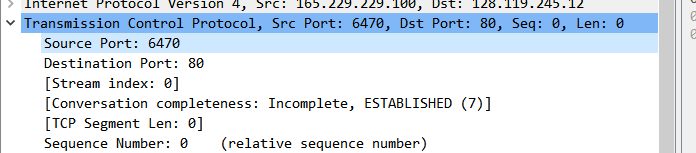 Internet Protocol Version 4, Src: 165.229.229.100, Dst: 128.119.245.12
Transmission Control Protocol, Src Port: 6470, Dst Port: 80, Seq: 0, Len: 0
Source Port: 6470
Destination Port: 80
[Stream index: 0]
[Conversation completeness: Incomplete, ESTABLISHED (7)]
[TCP Segment Len: 0]
Sequence Number: 0    (relative sequence number)